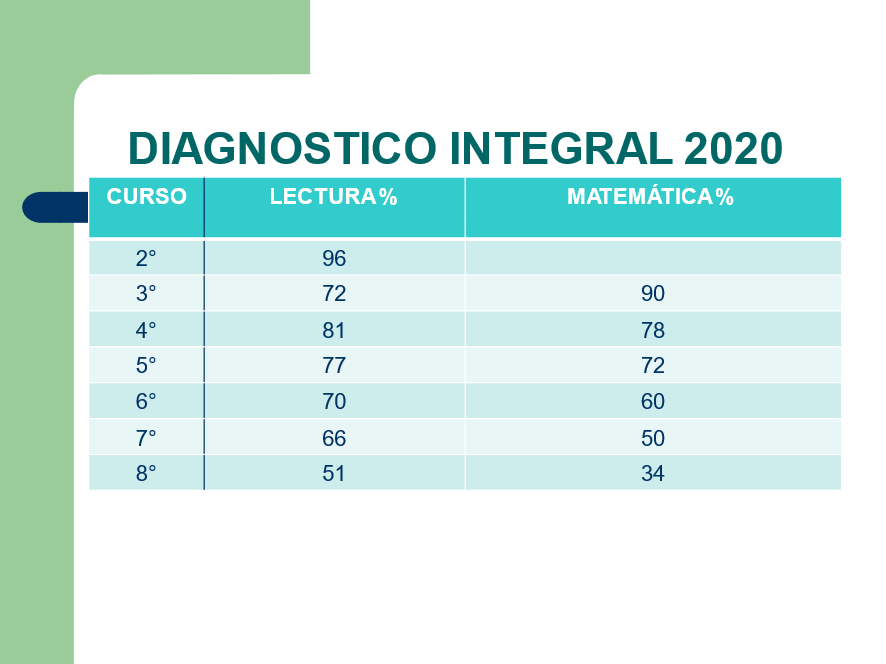 DIAGNOSTICO INTEGRAL 2020
CURSO LECTURA% MATEMÁTICA%
2° 96
3° 72 90
4° 81 78
5° 77 72
6° 70 60
7° 66 50
8° 51 34